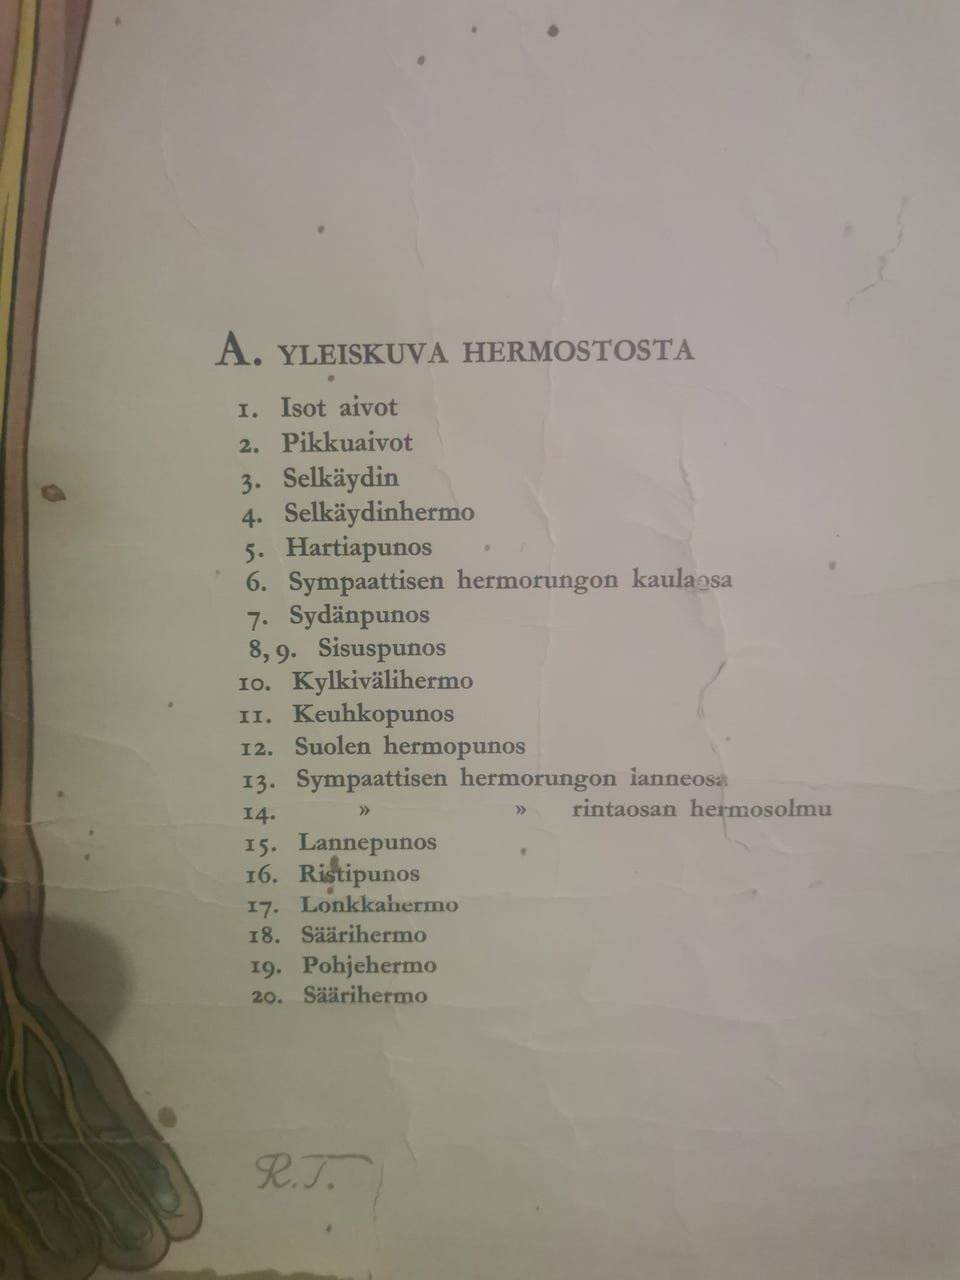 A. YLEISKUVA HERMOSTOSTA
1. Isot aivot
2. Pikkuaivot
3. Selkäydin
4. Selkäydinhermo
5. Hartiapunos
6. Sympaattisen hermorungon kaulaosa
7. Sydänpunos
8, 9. Sisuspunos
10. Kylkivälihermo
11. Keuhkopunos
12. Suolen hermopunos
13. Sympaattisen hermorungon lanneosa
14. » » rintaosan hermosolmu
15. Lannepunos
16. Ristipunos
17. Lonkkahermo
18. Säärihermo
19. Pohjehermo
20. Säärihermo
R.T.